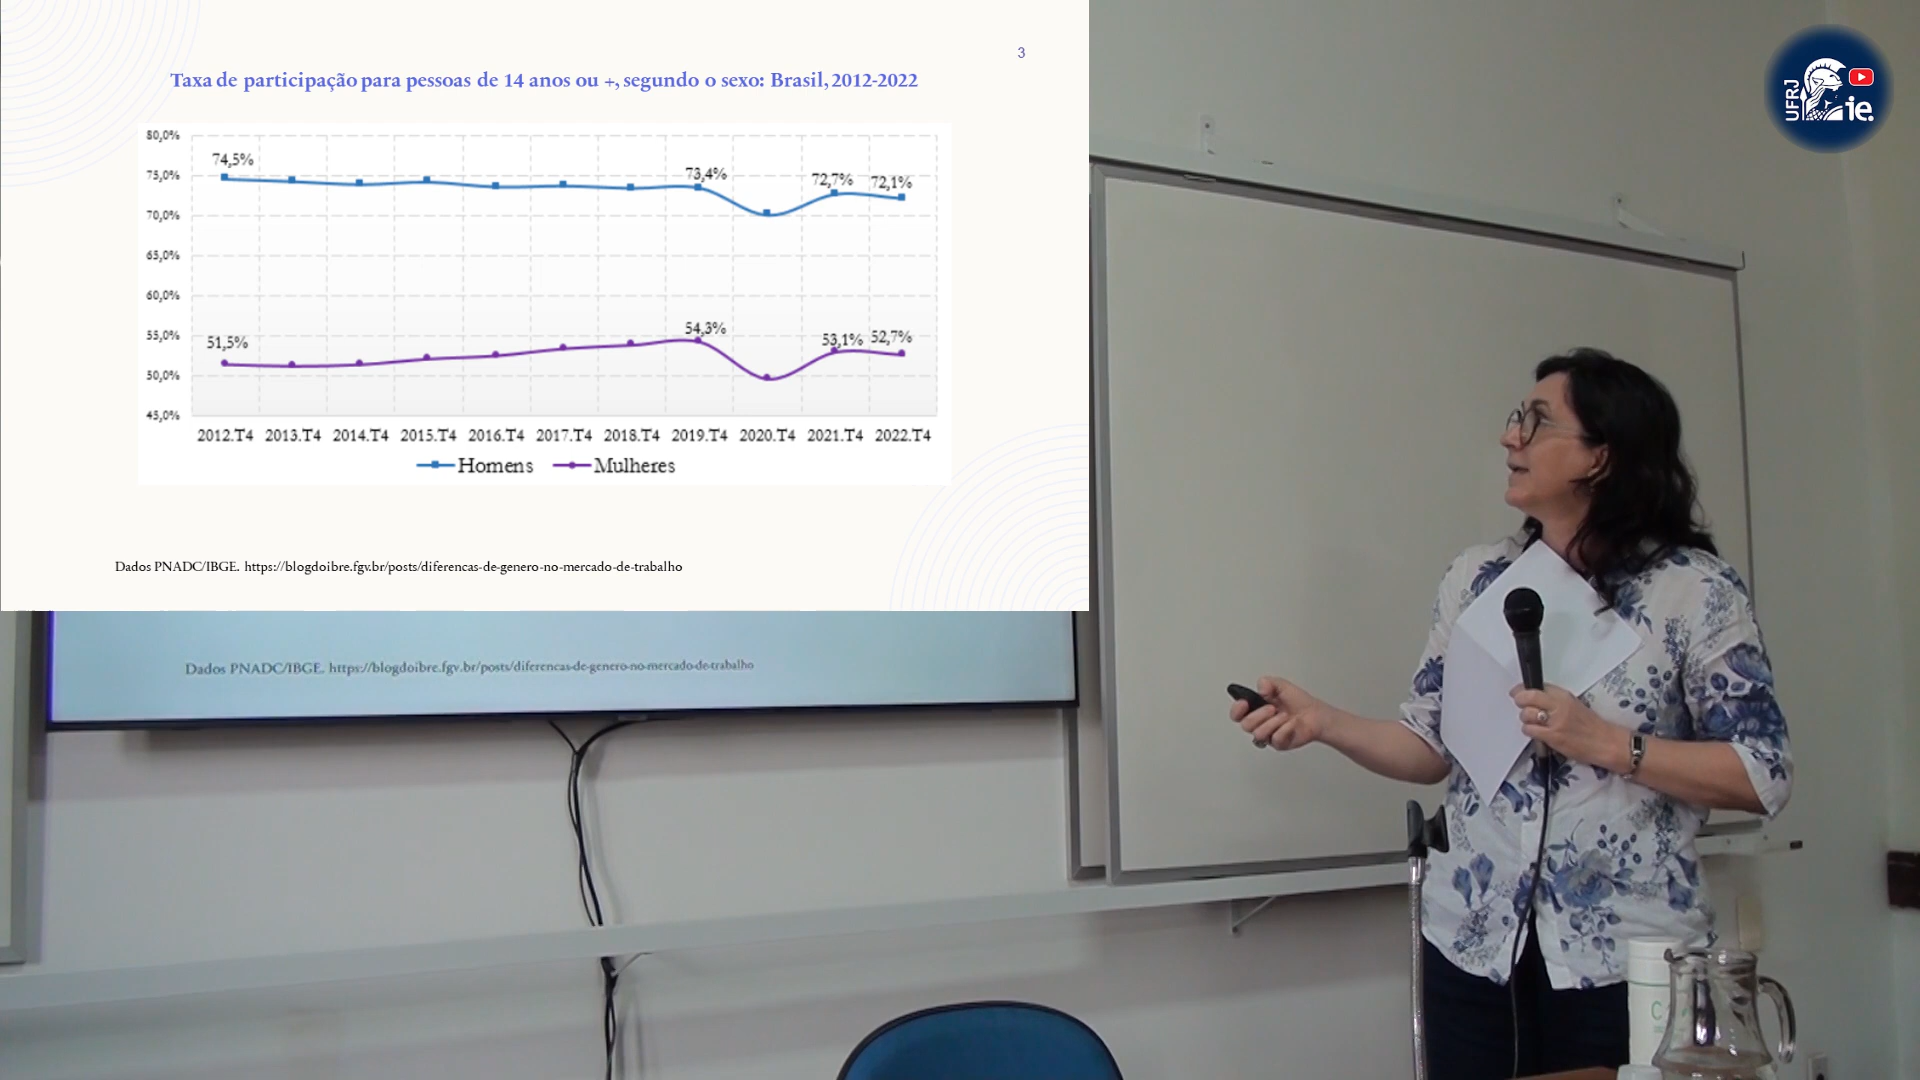 3
Taxa de participação para pessoas de 14 anos ou +, segundo o sexo: Brasil, 2012-2022
80,0%
75,0%
70,0%
65,0%
60,0%
55,0%
50,0%
45,0%
74,5%
73,4%
72,7%
72,1%
51,5%
54,3%
53,1%
52,7%
2012.T4 2013.T4 2014.T4 2015.T4 2016.T4 2017.T4 2018.T4 2019.T4 2020.T4 2021.T4 2022.T4
Homens Mulheres
Dados PNADC/IBGE. https://blogdoibre.fgv.br/posts/diferencas-de-genero-no-mercado-de-trabalho
Dados PNADC/IBGE. https://blogdoibre.fgv.br/posts/diferencas-de-genero-no-mercado-de-trabalho
UFRJ
ie.